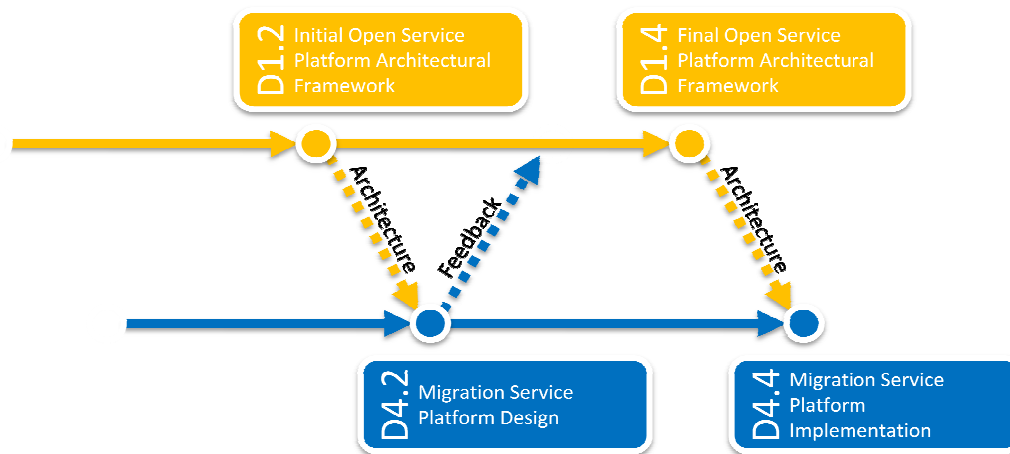 D1.2
Initial Open Service
Platform Architectural
Framework
D1.4
Final Open Service
Platform Architectural
Framework
Architecture
Feedback
Architecture
D4.2
Migration Service
Platform Design
D4.4
Migration Service
Platform
Implementation